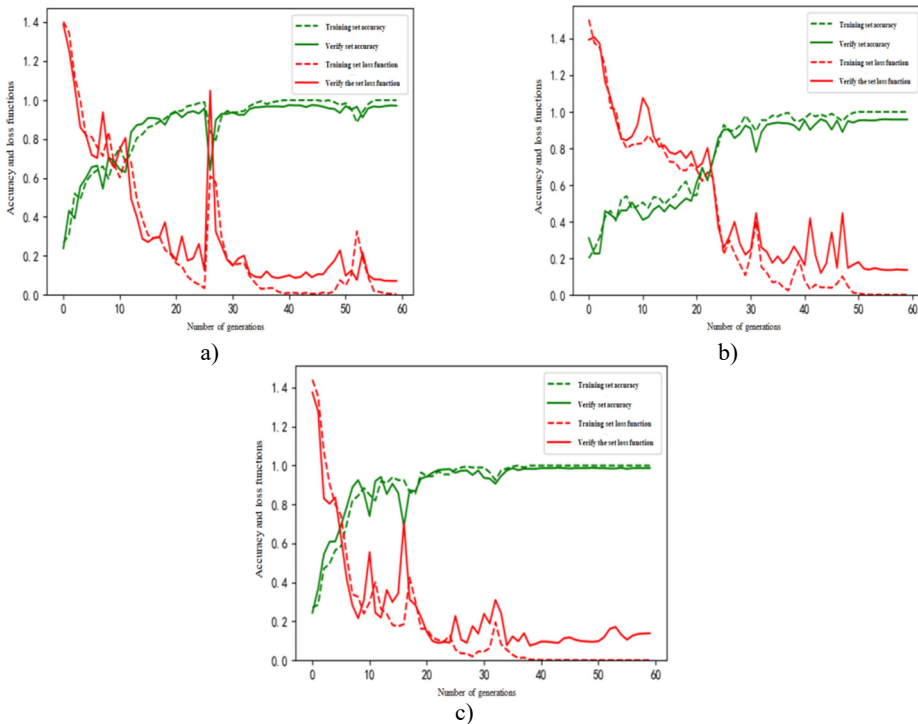 1.4
1.2
1.0
0.8
0.6
0.4
0.2
0.0
Accuracy and loss functions
Training set accuracy
Verify set accuracy
Training set loss function
Verify the set loss function
0 10 20 30 40 50 60
Number of generations
a)
1.4
1.2
1.0
0.8
0.6
0.4
0.2
0.0
Accuracy and loss functions
Training set accuracy
Verify set accuracy
Training set loss function
Verify the set loss function
0 10 20 30 40 50 60
Number of generations
b)
1.4
1.2
1.0
0.8
0.6
0.4
0.2
0.0
Accuracy and loss functions
Training set accuracy
Verify set accuracy
Training set loss function
Verify the set loss function
0 10 20 30 40 50 60
Number of generations
c)